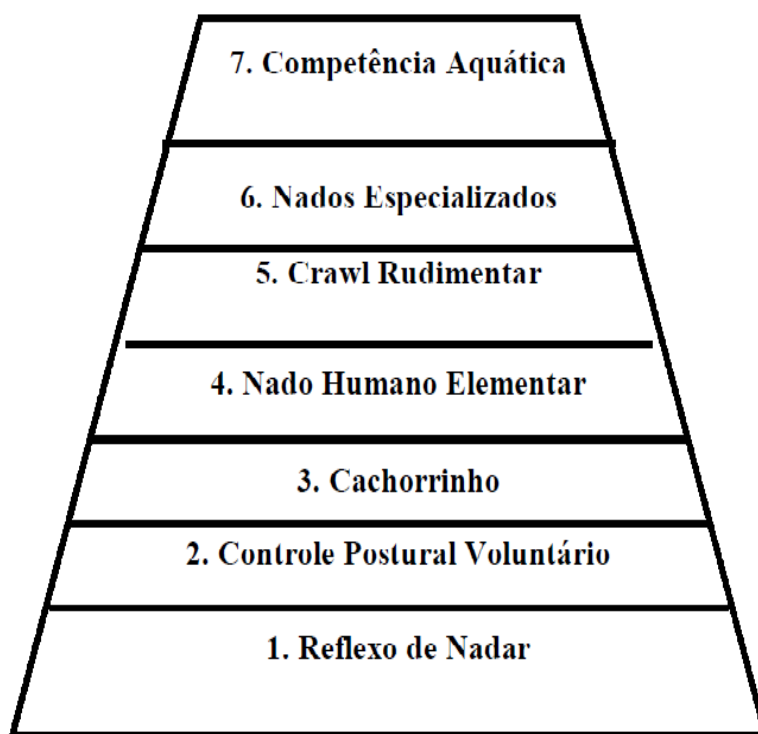 7. Competência Aquática
6. Nados Especializados
5. Crawl Rudimentar
4. Nado Humano Elementar
3. Cachorrinho
2. Controle Postural Voluntário
1. Reflexo de Nadar